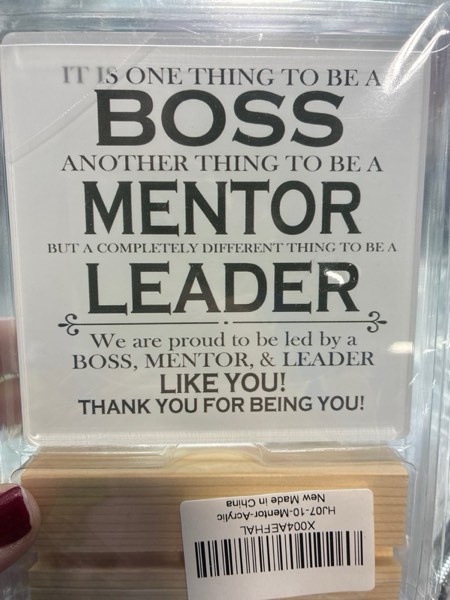 IT IS ONE THING TO BE A
BOSS
ANOTHER THING TO BE A
MENTOR
BUT A COMPLETELY DIFFERENT THING TO BE A
LEADER
We are proud to be led by a
BOSS, MENTOR, & LEADER
LIKE YOU!
THANK YOU FOR BEING YOU!
X004AEFHAL
HJ07-10-Mentor-Acrylic
New Made in China